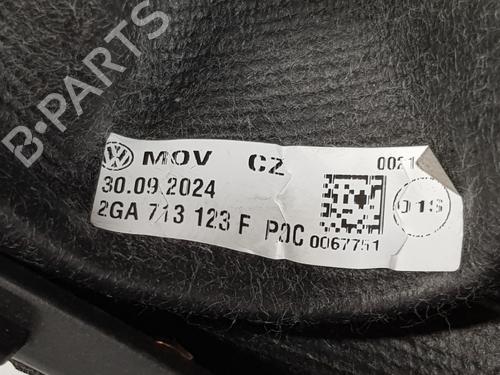 B-PARTS
MOV CZ 0021
30.09.2024
2GA 713 123 F P0C 0067751
01S